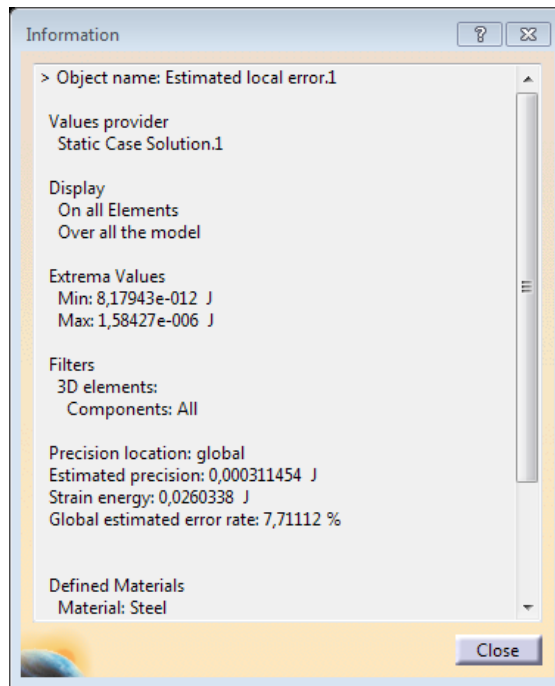 Information
> Object name: Estimated local error.1
Values provider
Static Case Solution.1
Display
On all Elements
Over all the model
Extrema Values
Min: 8,17943e-012 J
Max: 1,58427e-006 J
Filters
3D elements:
Components: All
Precision location: global
Estimated precision: 0,000311454 J
Strain energy: 0,0260338 J
Global estimated error rate: 7,71112 %
Defined Materials
Material: Steel
Close